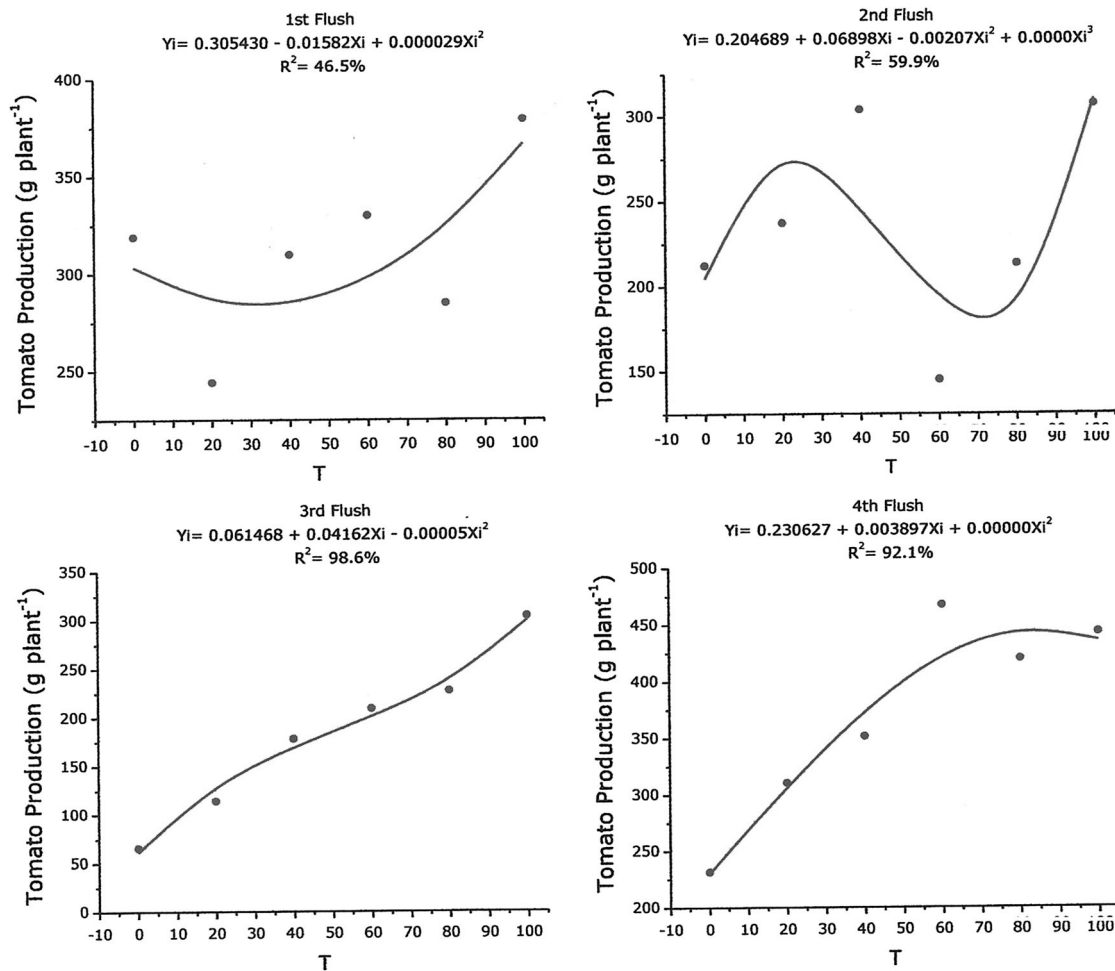 1st Flush
Yi= 0.305430 - 0.01582Xi + 0.000029Xi²
R²= 46.5%
400
350
300
250
Tomato Production (g plant⁻¹)
-10 0 10 20 30 40 50 60 70 80 90 100
T
2nd Flush
Yi= 0.204689 + 0.06898Xi - 0.00207Xi² + 0.0000Xi³
R²= 59.9%
300
250
200
150
Tomato Production (g plant⁻¹)
-10 0 10 20 30 40 50 60 70 80 90 100
T
3rd Flush
Yi= 0.061468 + 0.04162Xi - 0.00005Xi²
R²= 98.6%
350
300
250
200
150
100
50
0
Tomato Production (g plant⁻¹)
-10 0 10 20 30 40 50 60 70 80 90 100
T
4th Flush
Yi= 0.230627 + 0.003897Xi + 0.00000Xi²
R²= 92.1%
500
450
400
350
300
250
200
Tomato Production (g plant⁻¹)
-10 0 10 20 30 40 50 60 70 80 90 100
T